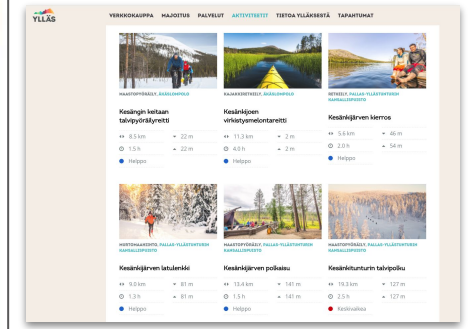 YLLÄS
VERKKOKAUPPA MAJOITUS PALVELUT AKTIVITEETIT TIETOA YLLÄKSESTÄ TAPAHTUMAT
MAASTOPYÖRÄILY, ÄKÄSLOMPOLO
Kesängin keitaan
talvipyöräilyreitti
8.5 km 22 m
1.5 h 22 m
Helppo
KAJAKKIRETKEILY, ÄKÄSLOMPOLO
Kesänkijoen
virkistysmelontareitti
11.3 km 2 m
4.0 h 2 m
Helppo
RETKEILY, PALLAS-YLLÄSTUNTURIN
KANSALLISPUISTO
Kesänkijärven kierros
5.6 km 46 m
2.0 h 54 m
Helppo
MURTOMAAHIIHTO, PALLAS-YLLÄSTUNTURIN
KANSALLISPUISTO
Kesänkijärven latulenkki
9.0 km 81 m
1.3 h 81 m
Helppo
MAASTOPYÖRÄILY, PALLAS-YLLÄSTUNTURIN
KANSALLISPUISTO
Kesänkijärven polkaisu
13.4 km 141 m
1.5 h 141 m
Helppo
MAASTOPYÖRÄILY, PALLAS-YLLÄSTUNTURIN
KANSALLISPUISTO
Kesänkitunturin talvipolku
19.3 km 127 m
2.5 h 127 m
Keskivaikea